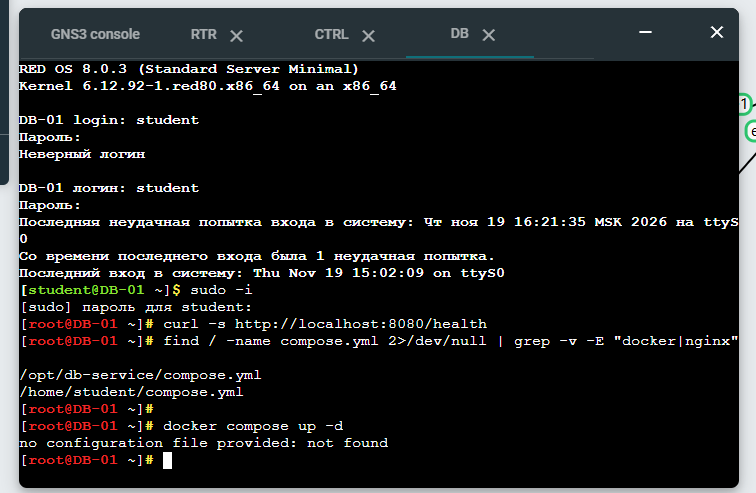 GNS3 console RTR CTRL DB
RED OS 8.0.3 (Standard Server Minimal)
Kernel 6.12.92-1.red80.x86_64 on an x86_64
DB-01 login: student
Пароль:
Неверный логин
DB-01 логин: student
Пароль:
Последняя неудачная попытка входа в систему: Чт ноя 19 16:21:35 MSK 2026 на ttyS
0
Со времени последнего входа была 1 неудачная попытка.
Последний вход в систему: Thu Nov 19 15:02:09 on ttyS0
[student@DB-01 ~]$ sudo -i
[sudo] пароль для student:
[root@DB-01 ~]# curl -s http://localhost:8080/health
[root@DB-01 ~]# find / -name compose.yml 2>/dev/null | grep -v -E "docker|nginx"
/opt/db-service/compose.yml
/home/student/compose.yml
[root@DB-01 ~]#
[root@DB-01 ~]# docker compose up -d
no configuration file provided: not found
[root@DB-01 ~]#
1
e